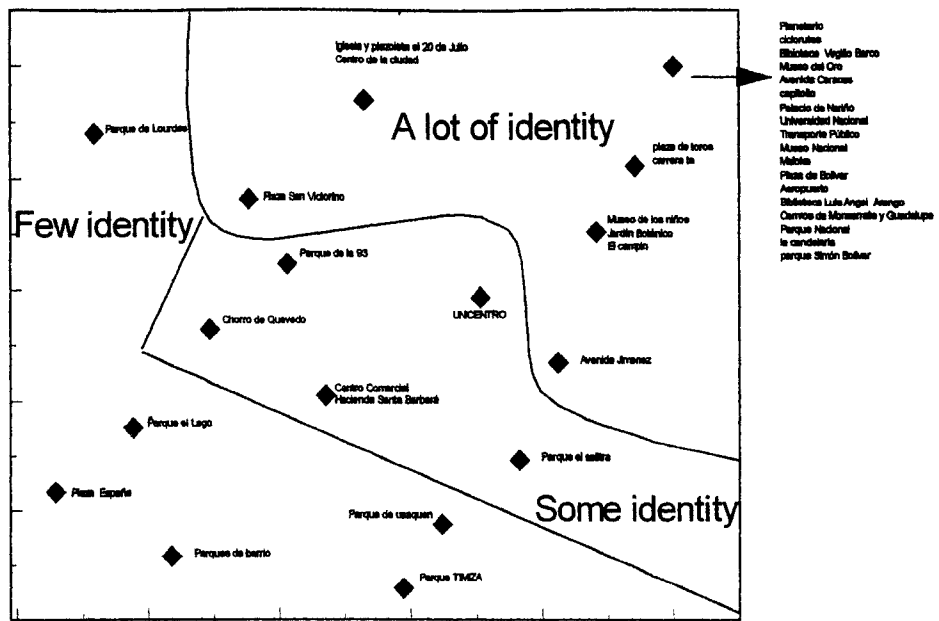 Iglesia y plazoleta el 20 de Julio
Centro de la ciudad
A lot of identity
Parque de Lourdes
plaza de toros
carrera 1a
Plaza San Victorino
Few identity
Museo de los niños
Jardín Botánico
El campin
Parque de la 93
UNICENTRO
Chorro de Quevedo
Avenida Jimenez
Centro Comercial
Hacienda Santa Barbará
Parque el Lago
Parque el salitre
Plaza España
Some identity
Parque de usaquen
Parques de barrio
Parque TIMIZA
Planetario
ciclorutas
Biblioteca Vegilio Barco
Museo del Oro
Avenida Caracas
capitolio
Palacio de Nariño
Universidad Nacional
Transporte Público
Museo Nacional
Maloka
Plaza de Bolívar
Aeropuerto
Biblioteca Luis Angel Arango
Cerrros de Monserrate y Guadalupe
Parque Nacional
la candelaria
parque Simón Bolívar